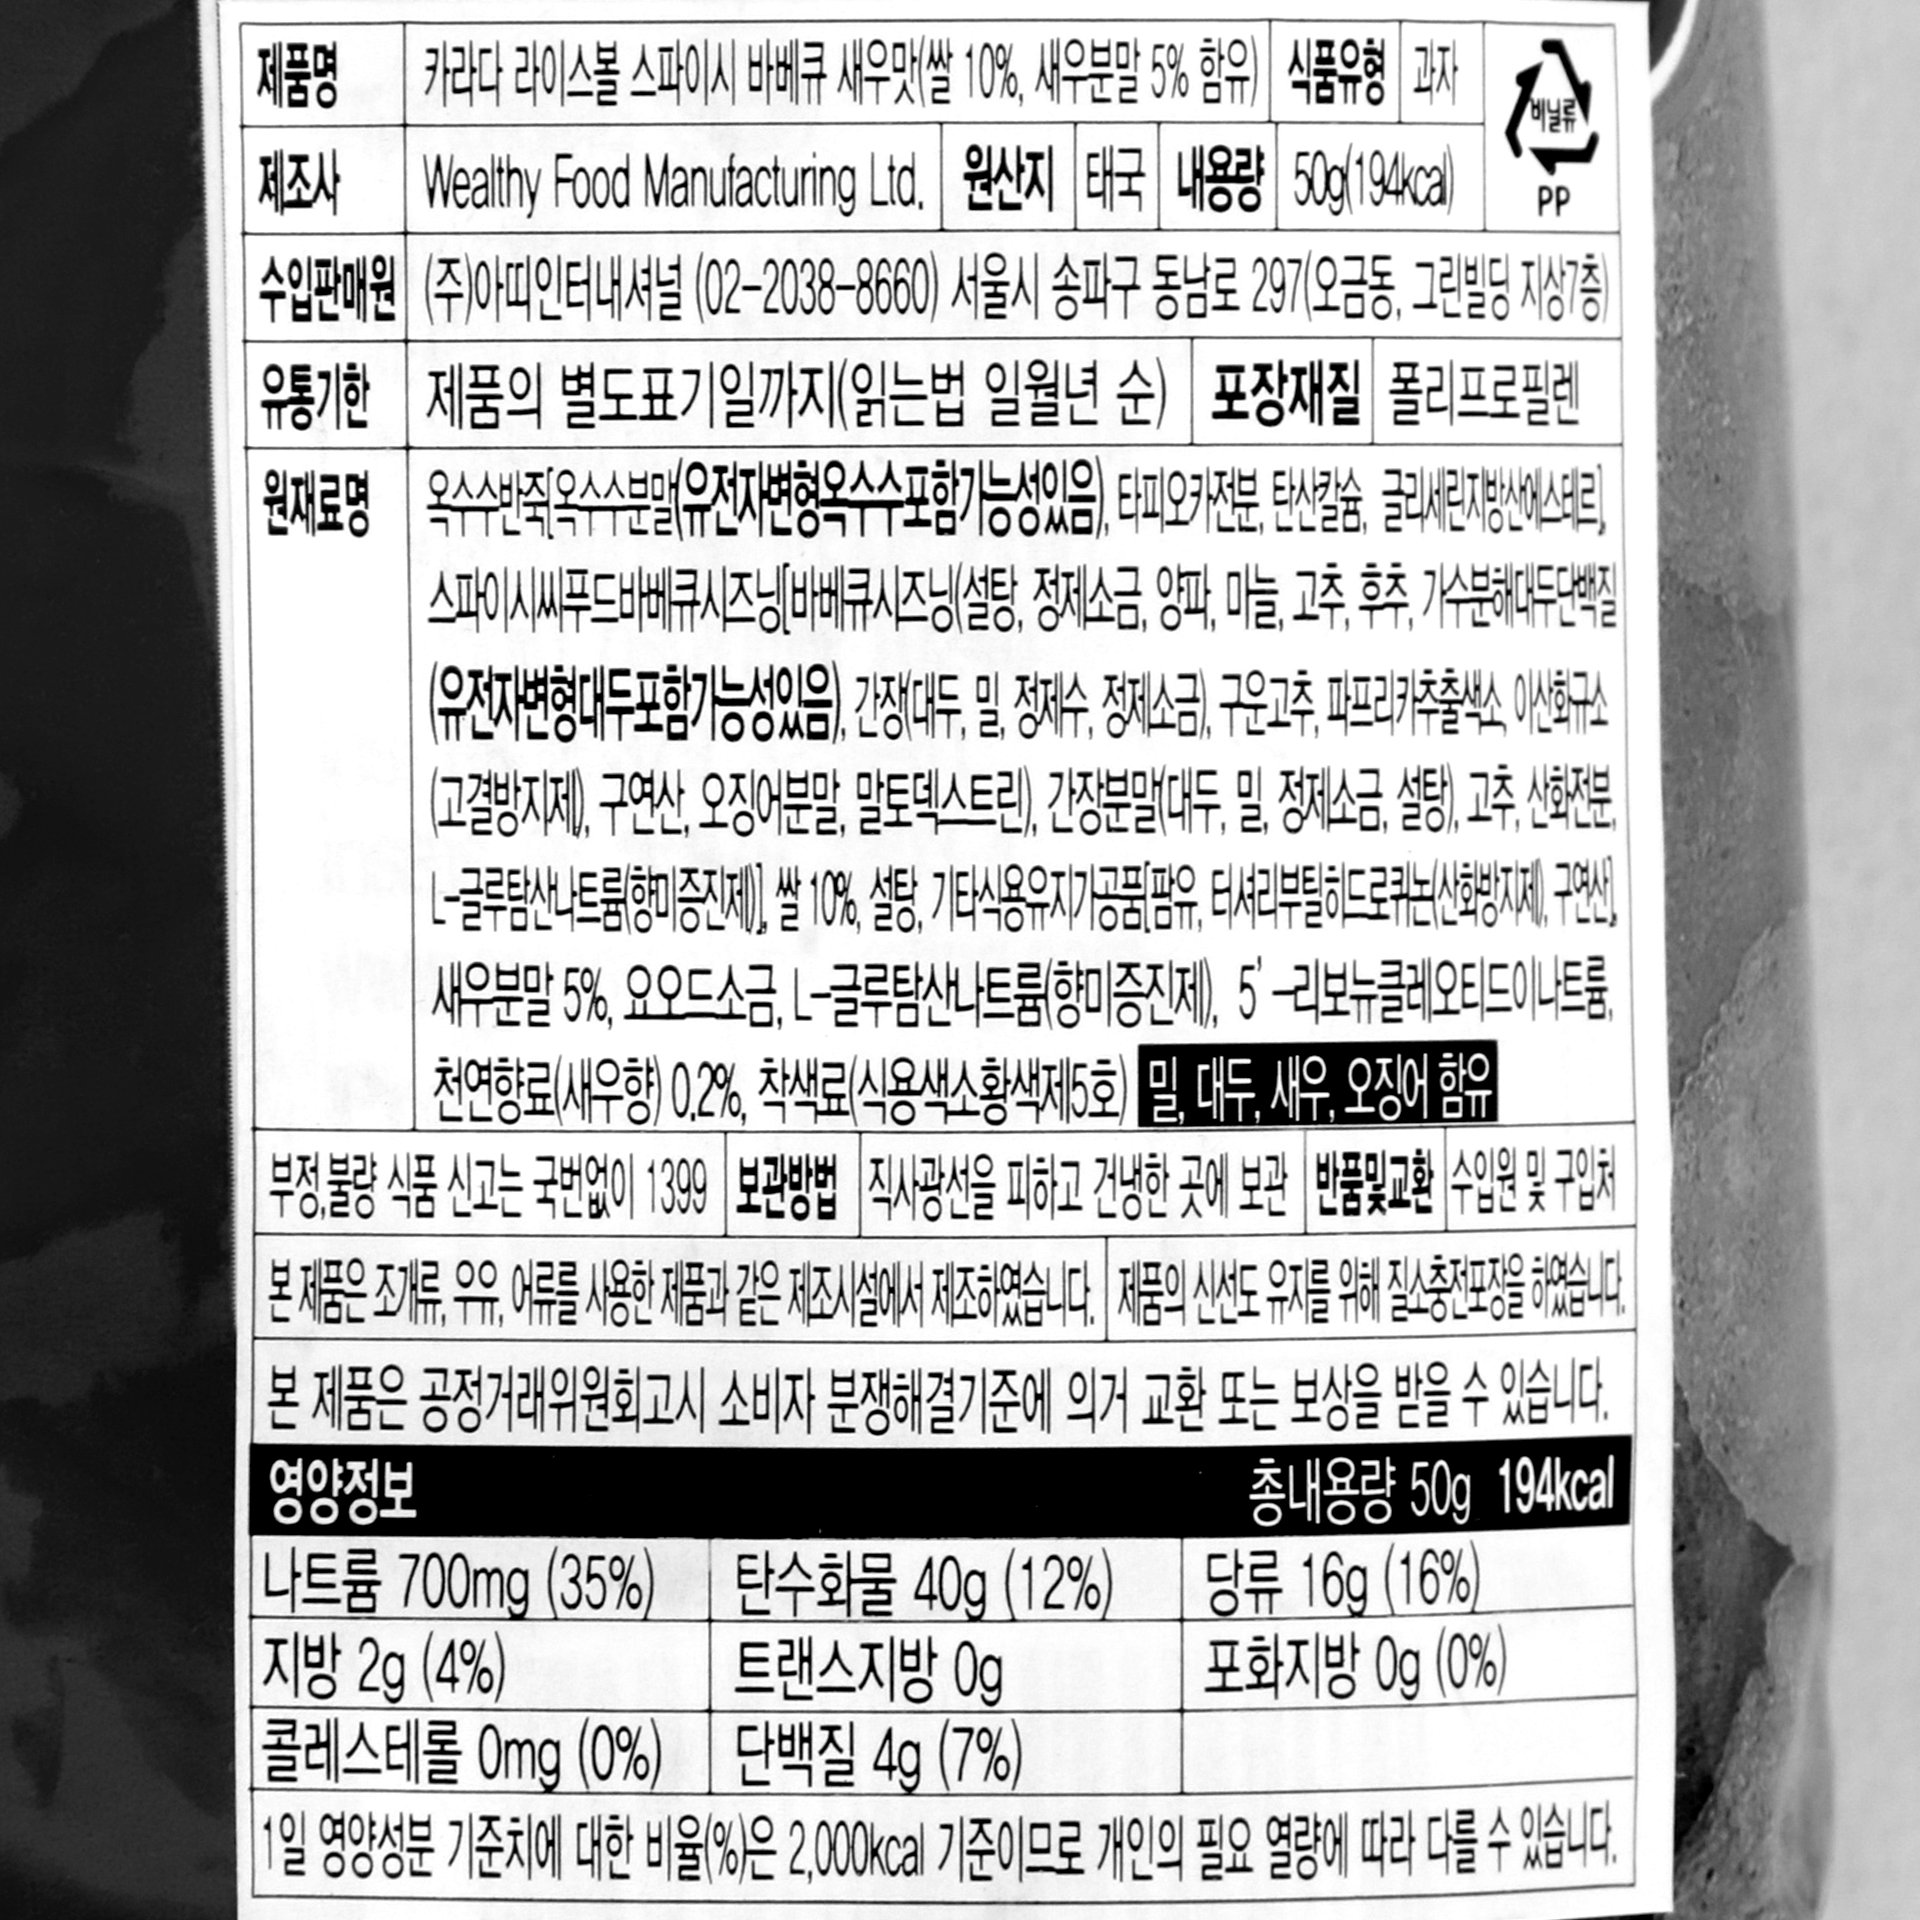 제품명 카라다 라이스볼 스파이시 바베큐 새우맛(쌀 10%, 새우분말 5% 함유) 식품유형 과자
비닐류
PP
제조사 Wealthy Food Manufacturing Ltd. 원산지 태국 내용량 50g(194kcal)
수입판매원 (주)아띠인터내셔널 (02-2038-8660) 서울시 송파구 동남로 297(오금동, 그린빌딩 지상7층)
유통기한 제품의 별도표기일까지(읽는법 일월년 순) 포장재질 폴리프로필렌
원재료명 옥수수반죽[옥수수분말(유전자변형옥수수포함가능성있음), 타피오카전분, 탄산칼슘, 글리세린지방산에스테르],
스파이시씨푸드바베큐시즈닝[바베큐시즈닝(설탕, 정제소금, 양파, 마늘, 고추, 후추, 가수분해대두단백질
(유전자변형대두포함가능성있음), 간장(대두, 밀, 정제수, 정제소금), 구운고추, 파프리카추출색소, 이산화규소
(고결방지제), 구연산, 오징어분말, 말토덱스트린), 간장분말(대두, 밀, 정제소금, 설탕), 고추, 산화전분,
L-글루탐산나트륨(향미증진제)], 쌀 10%, 설탕, 기타식용유지가공품[팜유, 터셔리부틸히드로퀴논(산화방지제), 구연산],
새우분말 5%, 요오드소금, L-글루탐산나트륨(향미증진제), 5'-리보뉴클레오티드이나트륨,
천연향료(새우향) 0.2%, 착색료(식용색소황색제5호) 밀, 대두, 새우, 오징어 함유
부정,불량 식품 신고는 국번없이 1399 보관방법 직사광선을 피하고 건냉한 곳에 보관 반품및교환 수입원 및 구입처
본 제품은 조개류, 우유, 어류를 사용한 제품과 같은 제조시설에서 제조하였습니다. 제품의 신선도 유지를 위해 질소충전포장을 하였습니다.
본 제품은 공정거래위원회고시 소비자 분쟁해결기준에 의거 교환 또는 보상을 받을 수 있습니다.
영양정보 총내용량 50g 194kcal
나트륨 700mg (35%) 탄수화물 40g (12%) 당류 16g (16%)
지방 2g (4%) 트랜스지방 0g 포화지방 0g (0%)
콜레스테롤 0mg (0%) 단백질 4g (7%)
1일 영양성분 기준치에 대한 비율(%)은 2,000kcal 기준이므로 개인의 필요 열량에 따라 다를 수 있습니다.